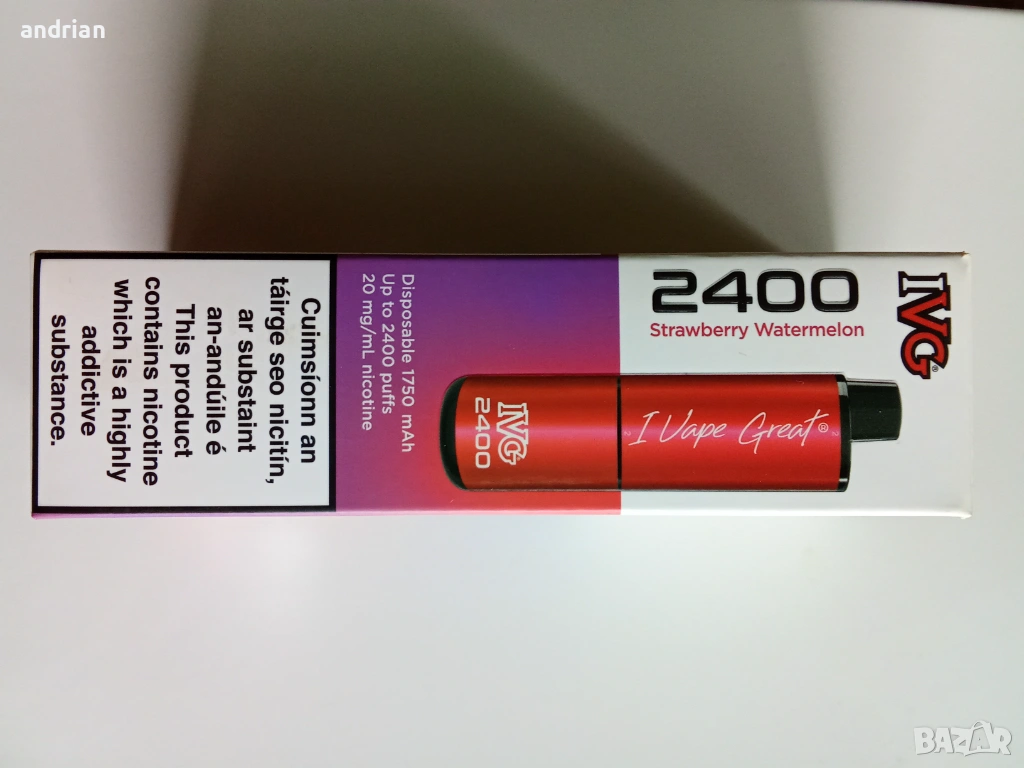 andrian
IVG®
2400
Strawberry Watermelon
I Vape Great®
IVG
2400
Disposable 1750 mAh
Up to 2400 puffs
20 mg/mL nicotine
Cuimsíonn an
táirge seo nicitín,
ar substaint
an-andúile é
This product
contains nicotine
which is a highly
addictive
substance.
BAZAR